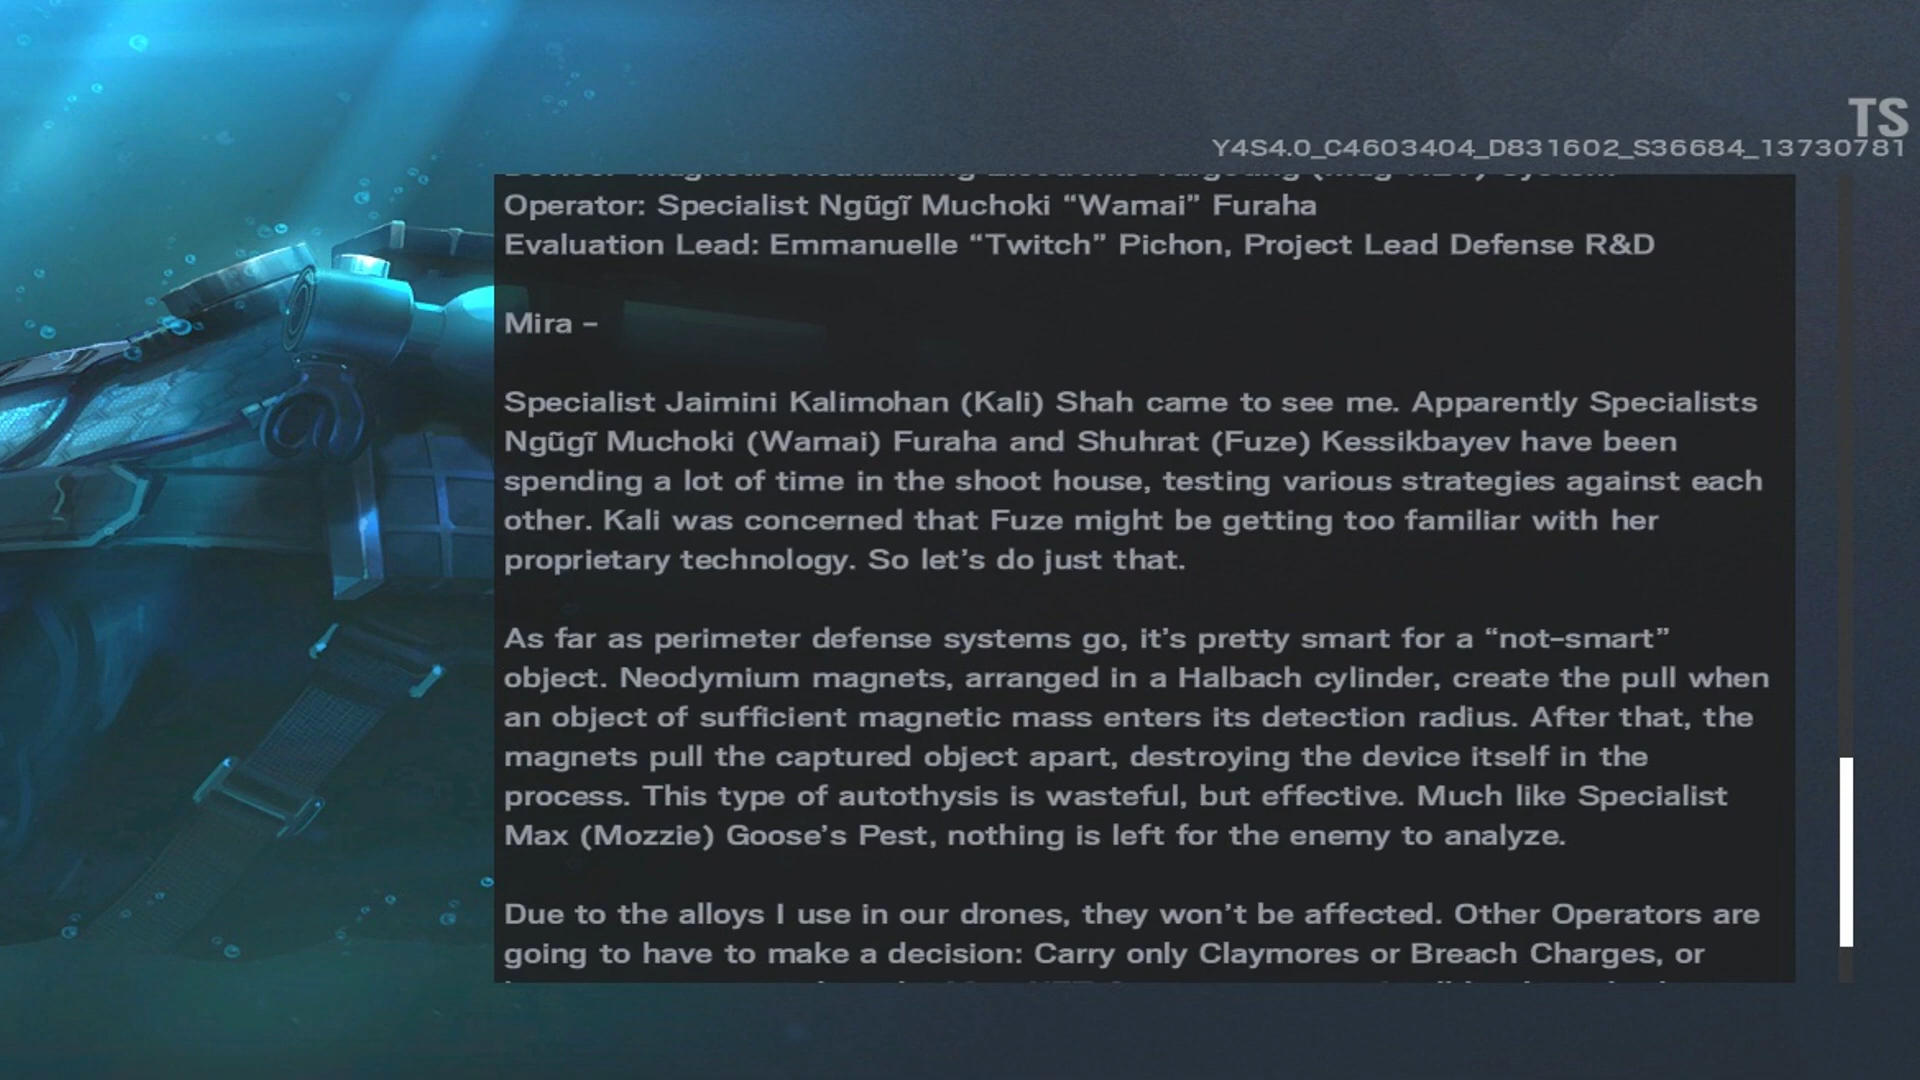 TS
Y4S4.0_C4603404_D831602_S36684_13730781
Operator: Specialist Ngũgĩ Muchoki “Wamai” Furaha
Evaluation Lead: Emmanuelle “Twitch” Pichon, Project Lead Defense R&D
Mira –
Specialist Jaimini Kalimohan (Kali) Shah came to see me. Apparently Specialists
Ngũgĩ Muchoki (Wamai) Furaha and Shuhrat (Fuze) Kessikbayev have been
spending a lot of time in the shoot house, testing various strategies against each
other. Kali was concerned that Fuze might be getting too familiar with her
proprietary technology. So let’s do just that.
As far as perimeter defense systems go, it’s pretty smart for a “not-smart”
object. Neodymium magnets, arranged in a Halbach cylinder, create the pull when
an object of sufficient magnetic mass enters its detection radius. After that, the
magnets pull the captured object apart, destroying the device itself in the
process. This type of autothysis is wasteful, but effective. Much like Specialist
Max (Mozzie) Goose’s Pest, nothing is left for the enemy to analyze.
Due to the alloys I use in our drones, they won’t be affected. Other Operators are
going to have to make a decision: Carry only Claymores or Breach Charges, or